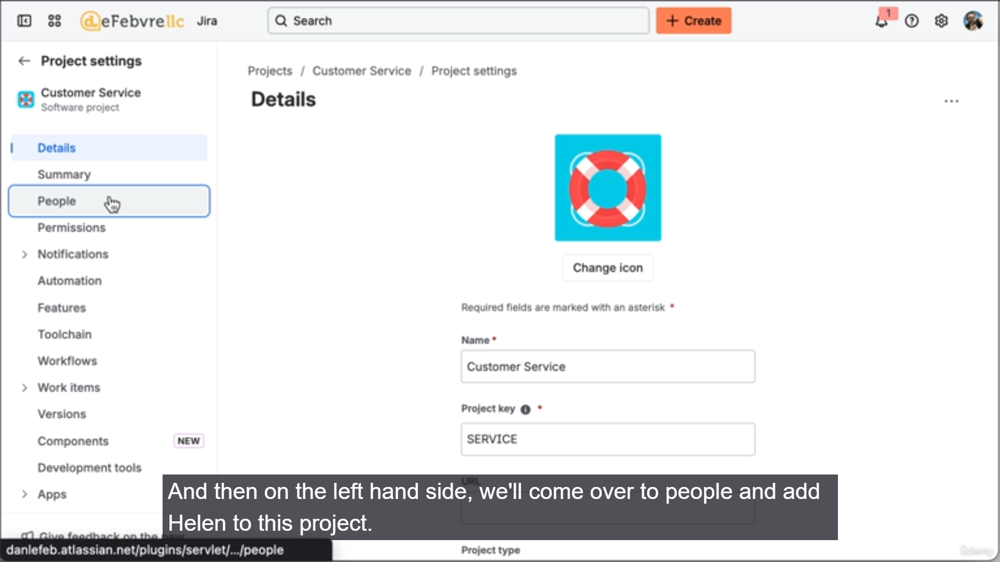 deFebvrellc Jira
Search
+ Create
1
Project settings
Customer Service
Software project
Details
Summary
People
Permissions
Notifications
Automation
Features
Toolchain
Workflows
Work items
Versions
Components NEW
Development tools
Apps
Give feedback on the new
danlefeb.atlassian.net/plugins/servlet/.../people
Projects / Customer Service / Project settings
Details
Change icon
Required fields are marked with an asterisk *
Name *
Customer Service
Project key *
SERVICE
URL
And then on the left hand side, we'll come over to people and add
Helen to this project.
Project type
ûdemy